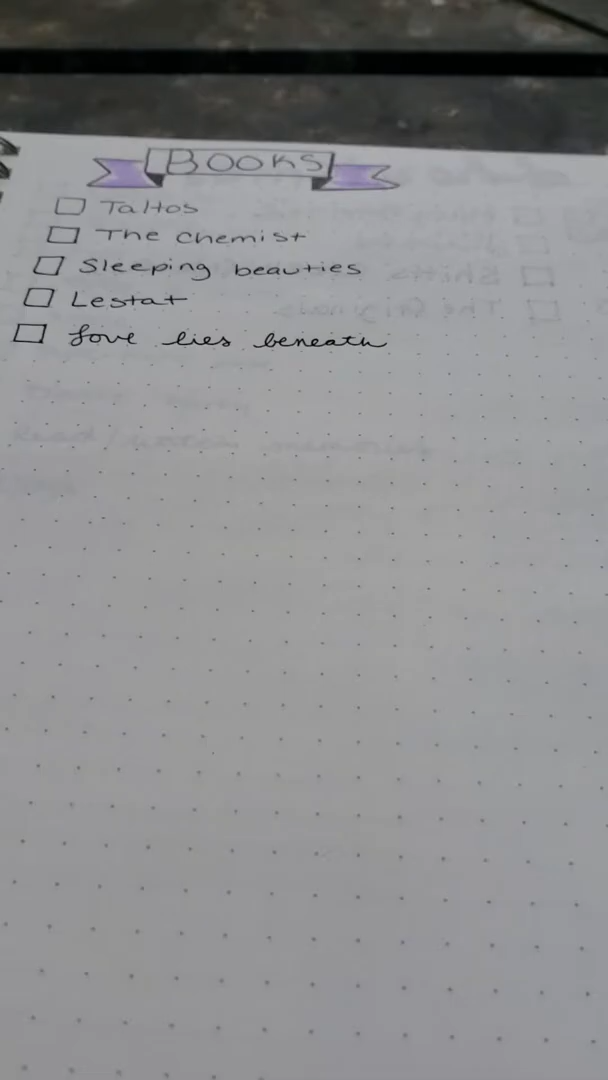 Books
Taltos
The Chemist
Sleeping beauties
Lestat
Love lies beneath